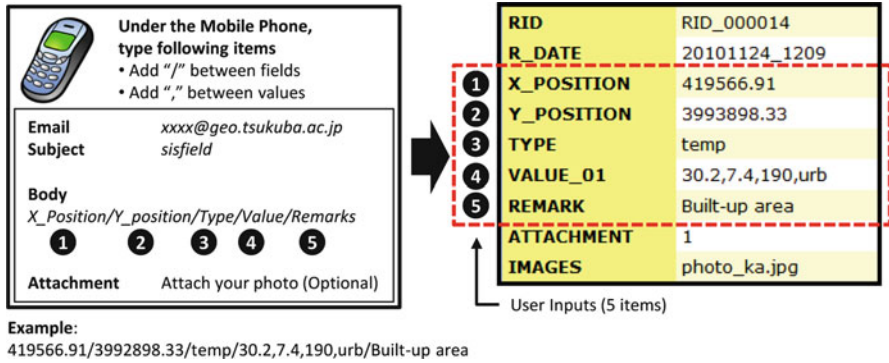 Under the Mobile Phone,
type following items
• Add "/" between fields
• Add "," between values
Email xxxx@geo.tsukuba.ac.jp
Subject sisfield
Body
X_Position/Y_position/Type/Value/Remarks
1 2 3 4 5
Attachment Attach your photo (Optional)
RID RID_000014
R_DATE 20101124_1209
1 X_POSITION 419566.91
2 Y_POSITION 3993898.33
3 TYPE temp
4 VALUE_01 30.2,7.4,190,urb
5 REMARK Built-up area
ATTACHMENT 1
IMAGES photo_ka.jpg
User Inputs (5 items)
Example:
419566.91/3992898.33/temp/30.2,7.4,190,urb/Built-up area